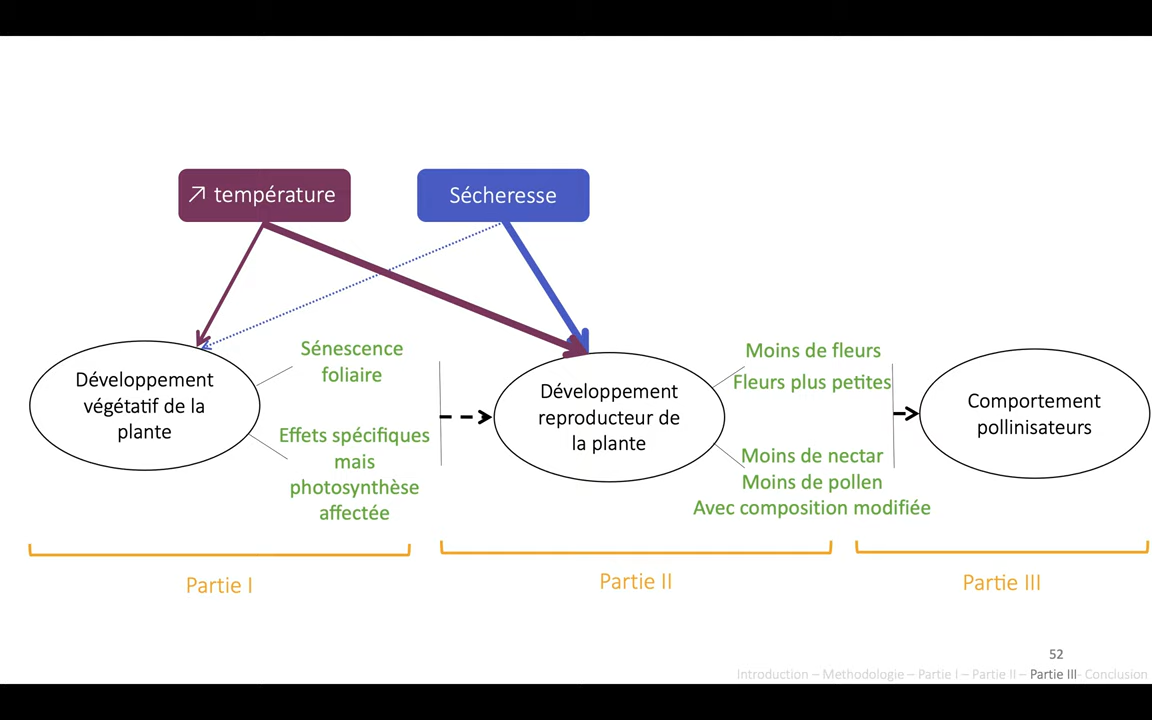 ↗ température
Sécheresse
Développement
végétatif de la
plante
Sénescence
foliaire
Effets spécifiques
mais
photosynthèse
affectée
Développement
reproducteur de
la plante
Moins de fleurs
Fleurs plus petites
Moins de nectar
Moins de pollen
Avec composition modifiée
Comportement
pollinisateurs
Partie I
Partie II
Partie III
52
Introduction – Methodologie – Partie I – Partie II – Partie III- Conclusion